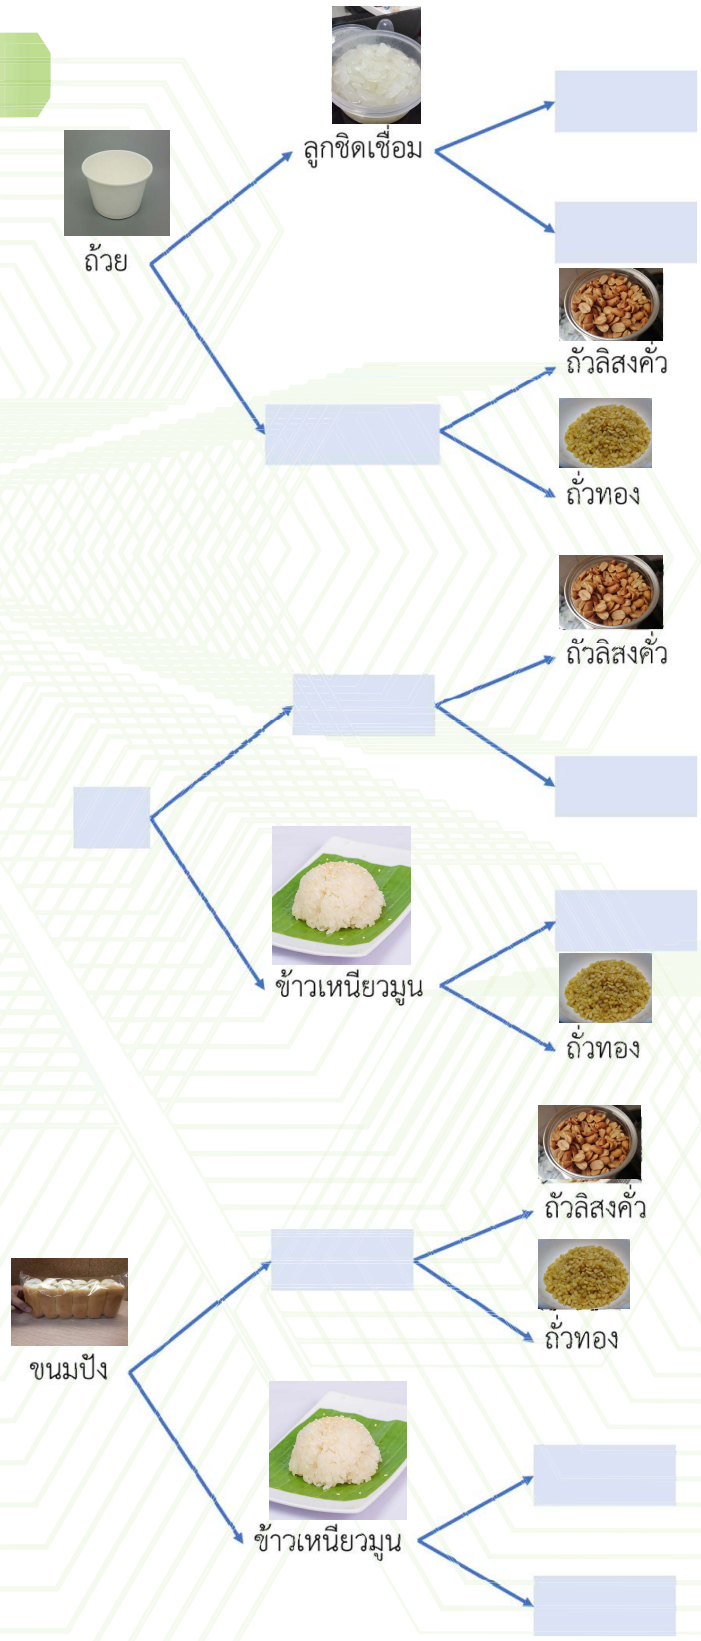 ลูกชิดเชื่อม
ถ้วย
ถัวลิสงคั่ว
ถั่วทอง
ถัวลิสงคั่ว
ข้าวเหนียวมูน
ถั่วทอง
ถัวลิสงคั่ว
ถั่วทอง
ขนมปัง
ข้าวเหนียวมูน